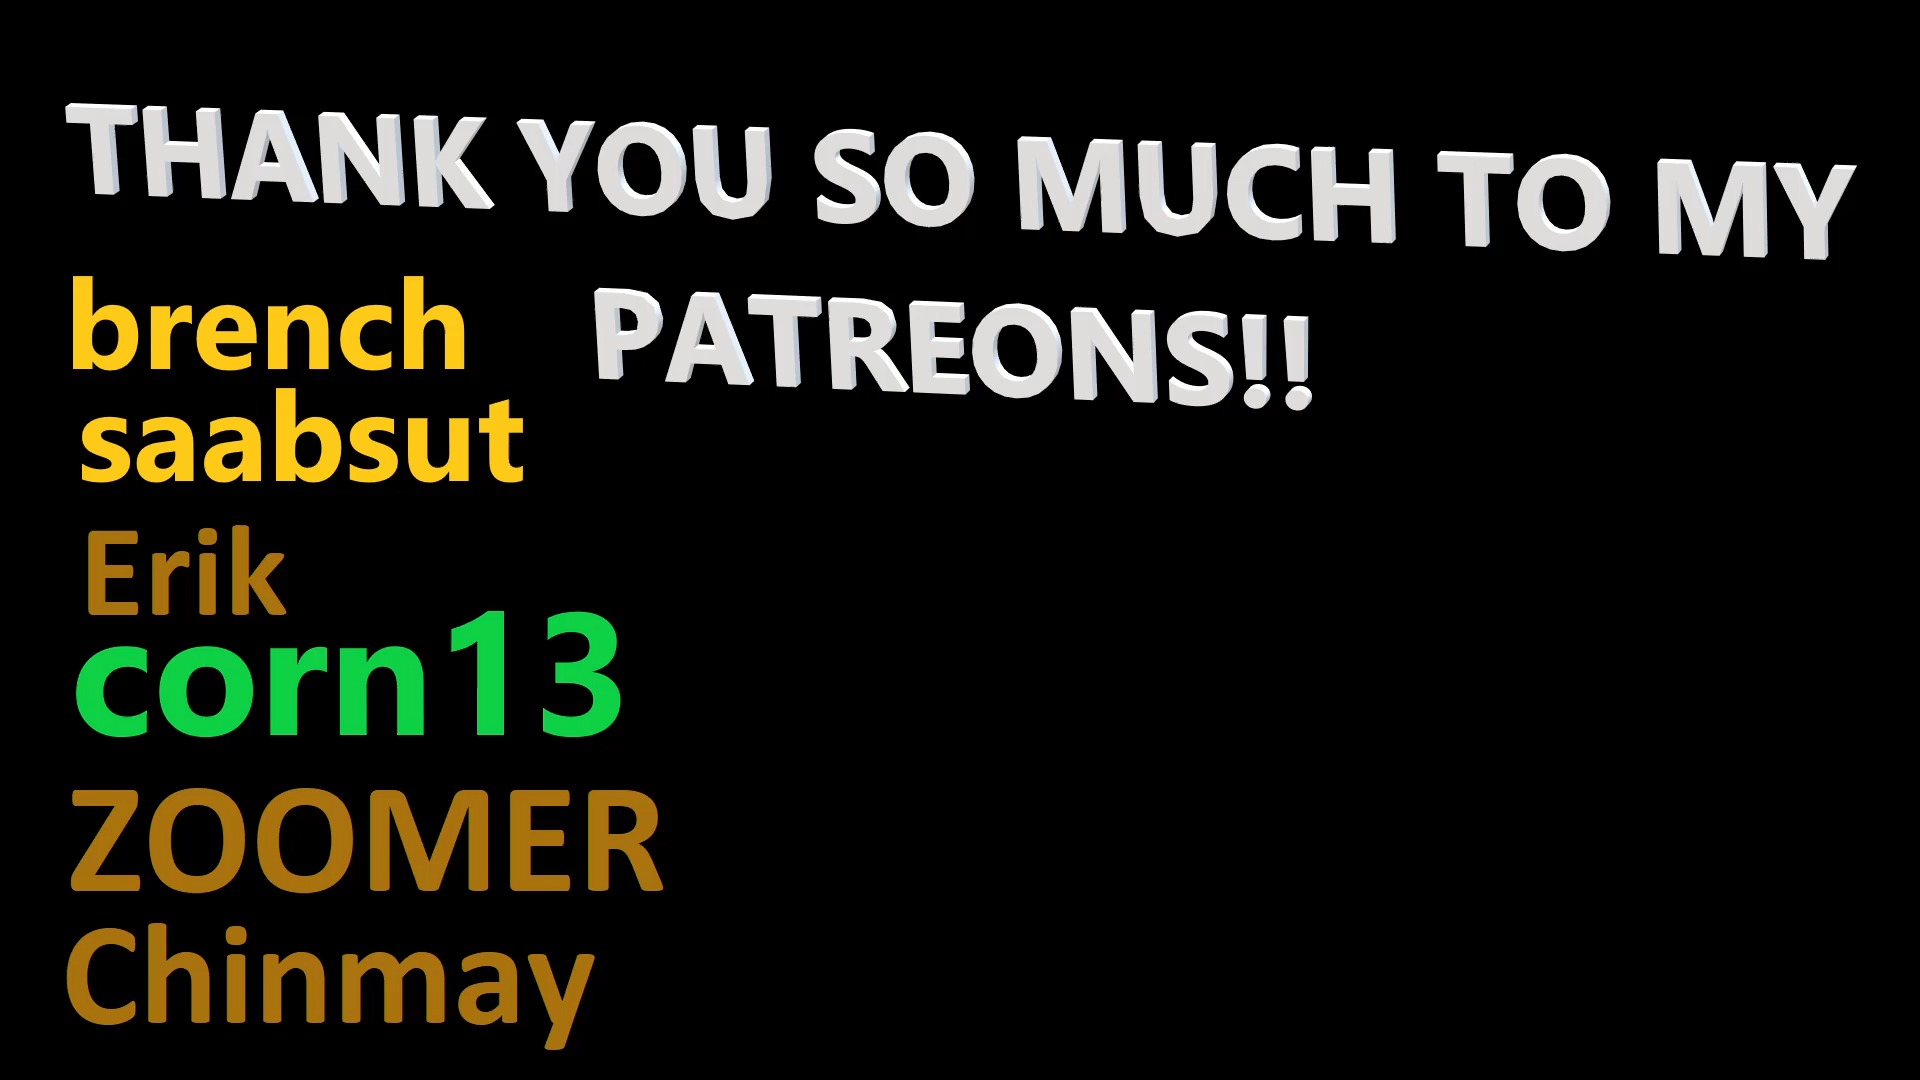 THANK YOU SO MUCH TO MY
PATREONS!!
brench
saabsut
Erik
corn13
ZOOMER
Chinmay